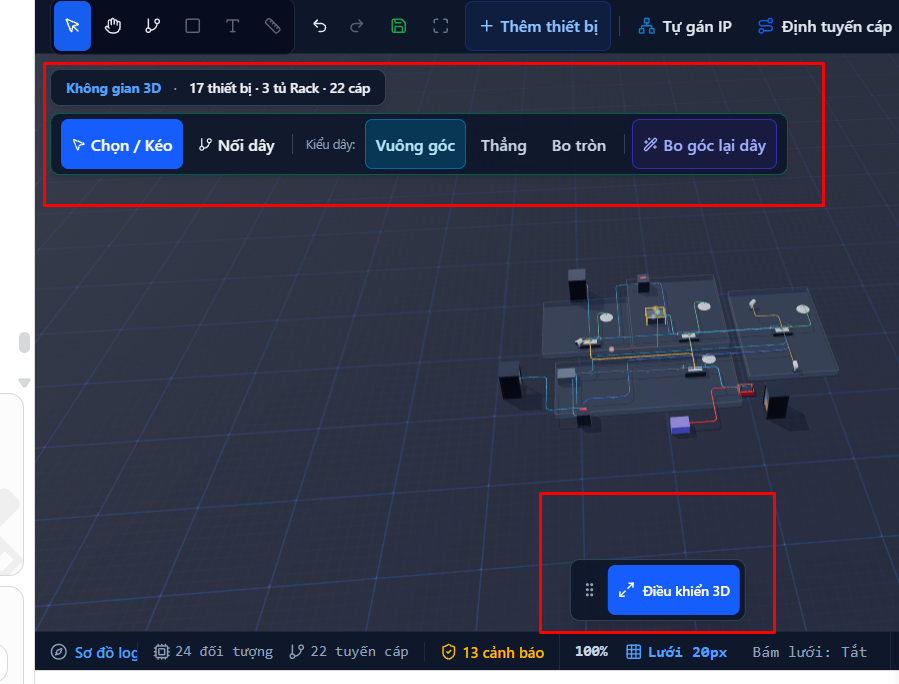 Thêm thiết bị
Tự gán IP
Định tuyến cáp
Không gian 3D · 17 thiết bị · 3 tủ Rack · 22 cáp
Chọn / Kéo
Nối dây
Kiểu dây:
Vuông góc
Thẳng
Bo tròn
Bo góc lại dây
Điều khiển 3D
Sơ đồ log
24 đối tượng
22 tuyến cáp
13 cảnh báo
100%
Lưới 20px
Bám lưới: Tắt